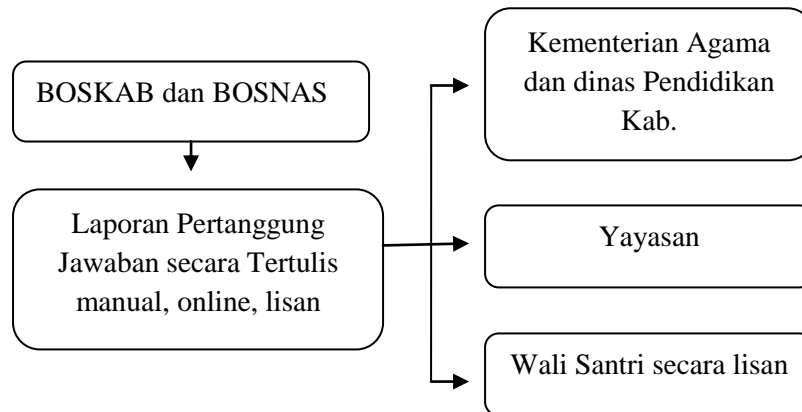 BOSKAB dan BOSNAS
Laporan Pertanggung
Jawaban secara Tertulis
manual, online, lisan
Kementerian Agama
dan dinas Pendidikan
Kab.
Yayasan
Wali Santri secara lisan